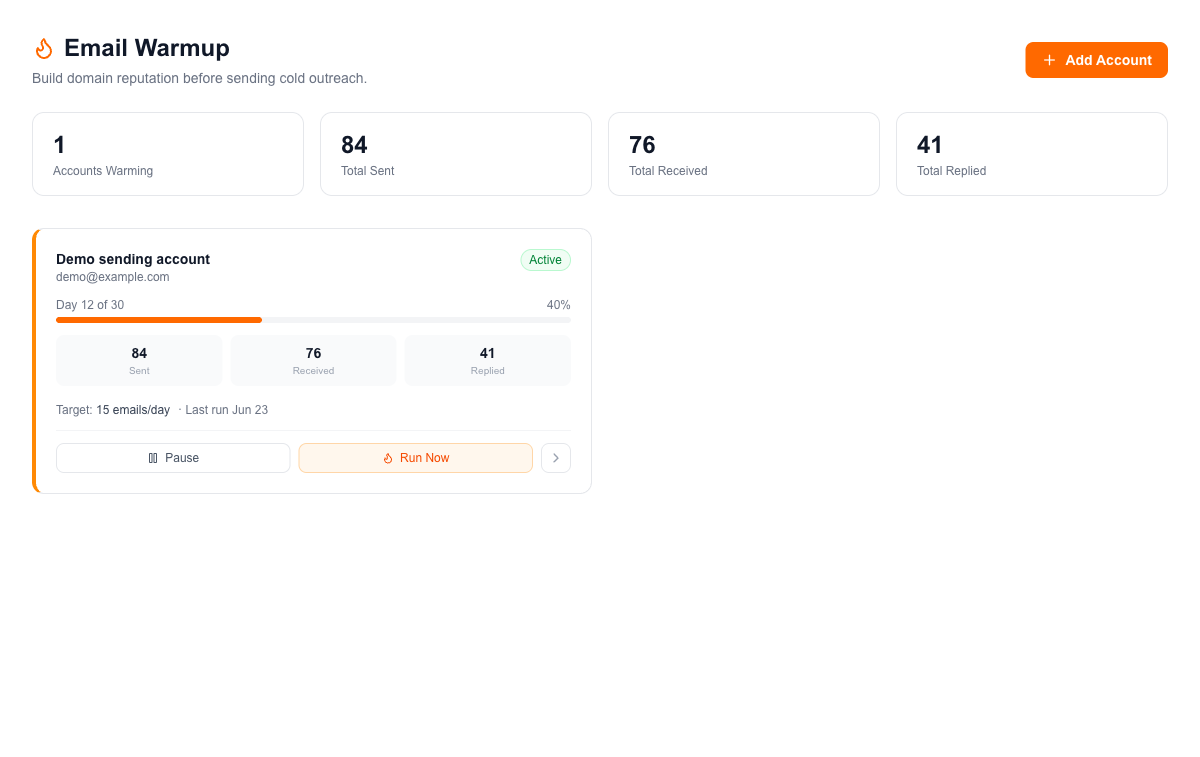 Email Warmup
Build domain reputation before sending cold outreach.
Add Account
1
Accounts Warming
84
Total Sent
76
Total Received
41
Total Replied
Demo sending account
demo@example.com
Active
Day 12 of 30
40%
84
Sent
76
Received
41
Replied
Target: 15 emails/day · Last run Jun 23
Pause
Run Now